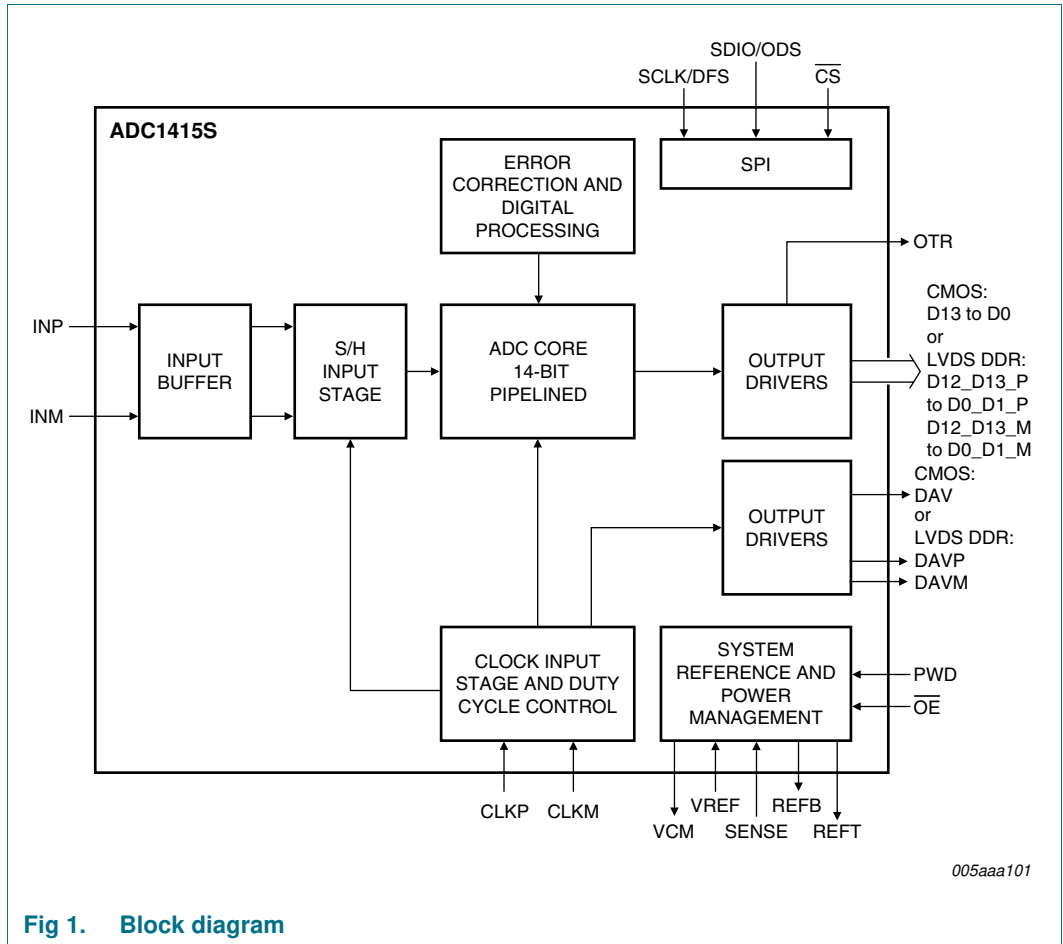 SDIO/ODS
SCLK/DFS
C̅S̅
ADC1415S
ERROR
CORRECTION AND
DIGITAL
PROCESSING
SPI
OTR
INP
INM
INPUT
BUFFER
S/H
INPUT
STAGE
ADC CORE
14-BIT
PIPELINED
OUTPUT
DRIVERS
CMOS:
D13 to D0
or
LVDS DDR:
D12_D13_P
to D0_D1_P
D12_D13_M
to D0_D1_M
OUTPUT
DRIVERS
CMOS:
DAV
or
LVDS DDR:
DAVP
DAVM
CLOCK INPUT
STAGE AND DUTY
CYCLE CONTROL
SYSTEM
REFERENCE AND
POWER
MANAGEMENT
PWD
O̅E̅
CLKP CLKM
VREF REFB
VCM SENSE REFT
005aaa101
Fig 1. Block diagram